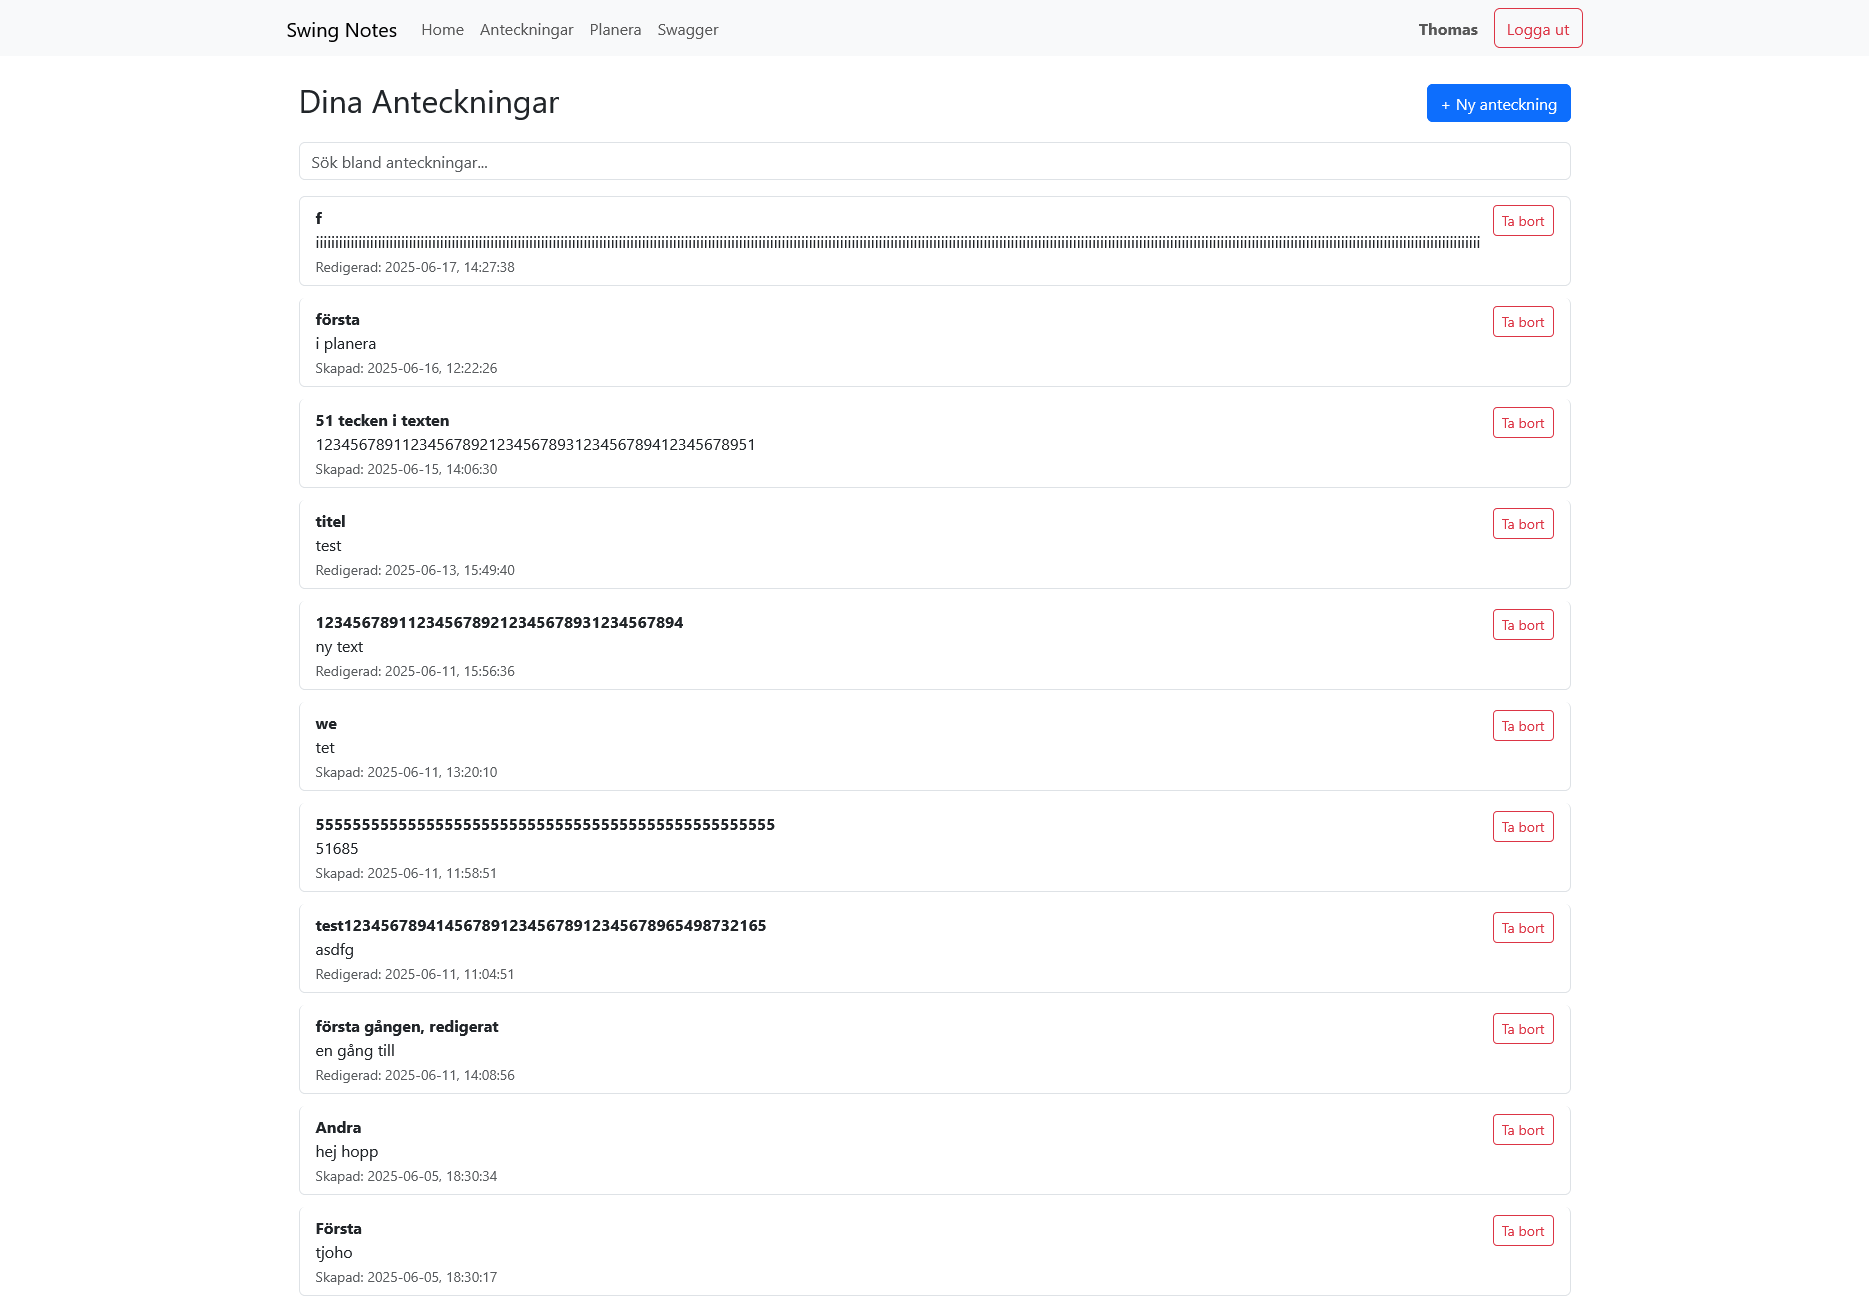 Swing Notes Home Anteckningar Planera Swagger Thomas Logga ut
Dina Anteckningar + Ny anteckning
Sök bland anteckningar...
f Ta bort
Redigerad: 2025-06-17, 14:27:38
första Ta bort
i planera
Skapad: 2025-06-16, 12:22:26
51 tecken i texten Ta bort
123456789112345678921234567893123456789412345678951
Skapad: 2025-06-15, 14:06:30
titel Ta bort
test
Redigerad: 2025-06-13, 15:49:40
1234567891123456789212345678931234567894 Ta bort
ny text
Redigerad: 2025-06-11, 15:56:36
we Ta bort
tet
Skapad: 2025-06-11, 13:20:10
Ta bort
51685
Skapad: 2025-06-11, 11:58:51
test1234567894145678912345678912345678965498732165 Ta bort
asdfg
Redigerad: 2025-06-11, 11:04:51
första gången, redigerat Ta bort
en gång till
Redigerad: 2025-06-11, 14:08:56
Andra Ta bort
hej hopp
Skapad: 2025-06-05, 18:30:34
Första Ta bort
tjoho
Skapad: 2025-06-05, 18:30:17